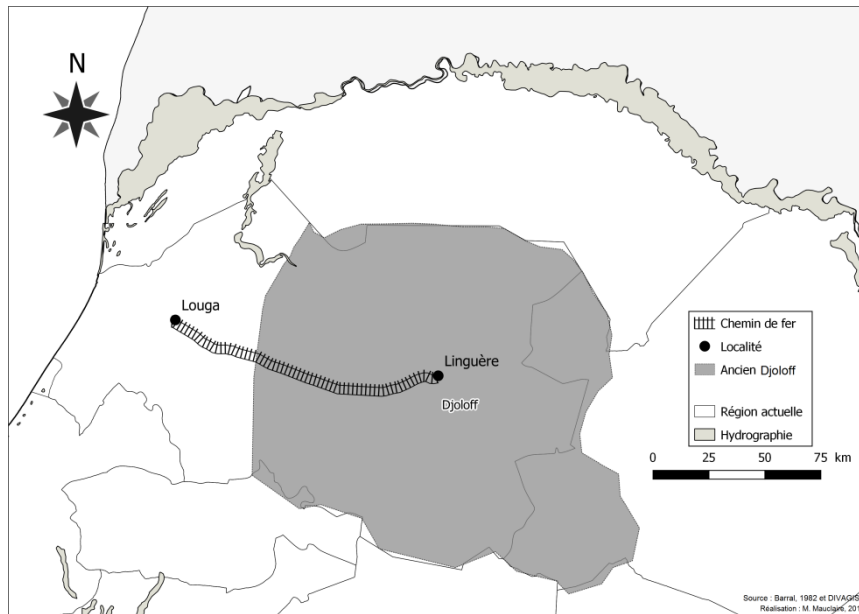 N
Louga
Linguère
Djoloff
Chemin de fer
Localité
Ancien Djoloff
Région actuelle
Hydrographie
0 25 50 75 km
Source : Barral, 1982 et DIVAGIS
Réalisation : M. Mauclaire, 201